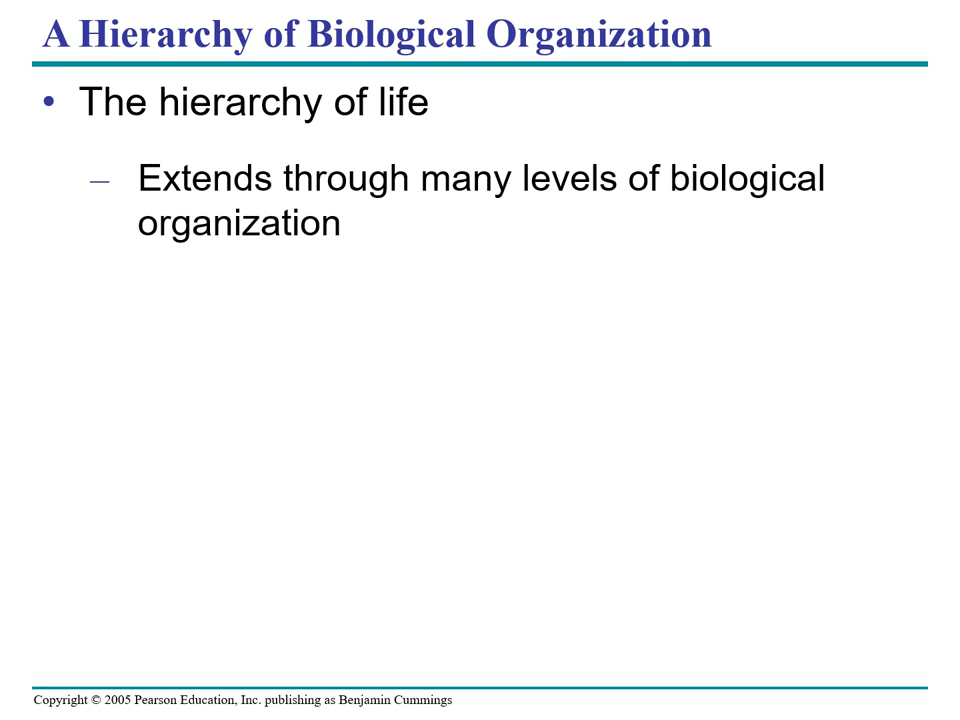 A Hierarchy of Biological Organization
• The hierarchy of life
– Extends through many levels of biological
organization
Copyright © 2005 Pearson Education, Inc. publishing as Benjamin Cummings